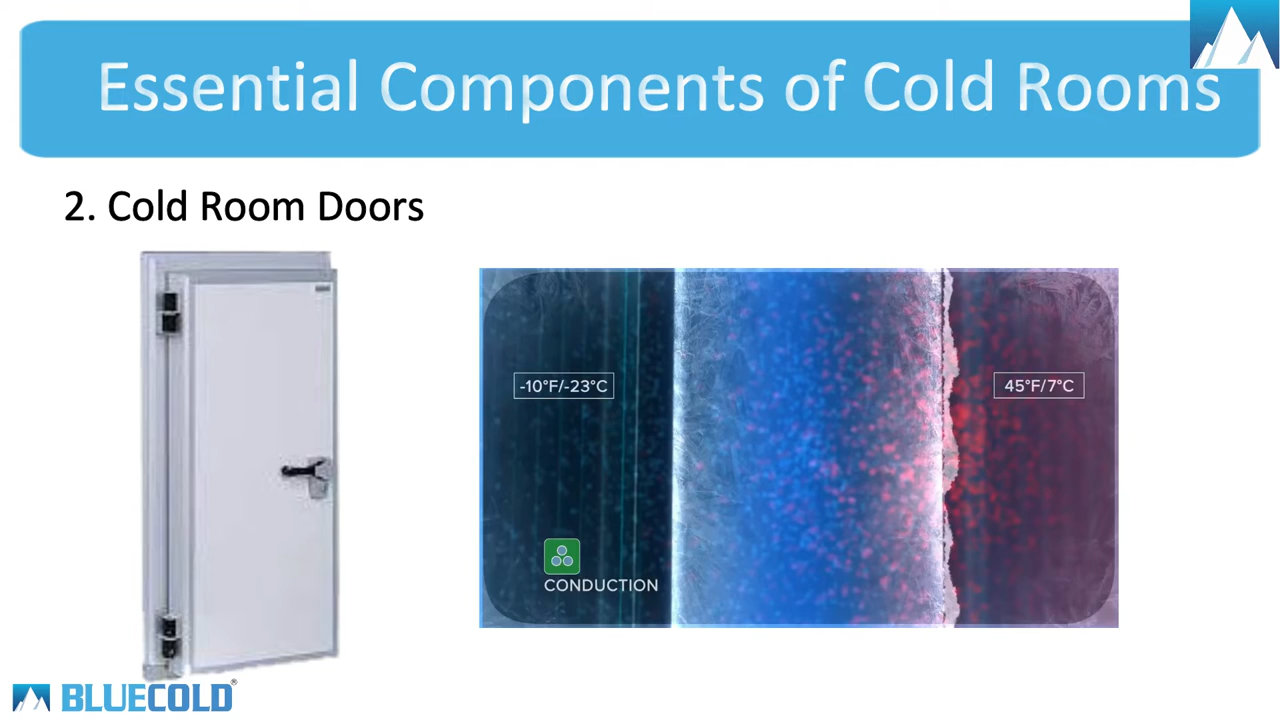 Essential Components of Cold Rooms
2. Cold Room Doors
-10°F/-23°C
45°F/7°C
CONDUCTION
BLUECOLD®